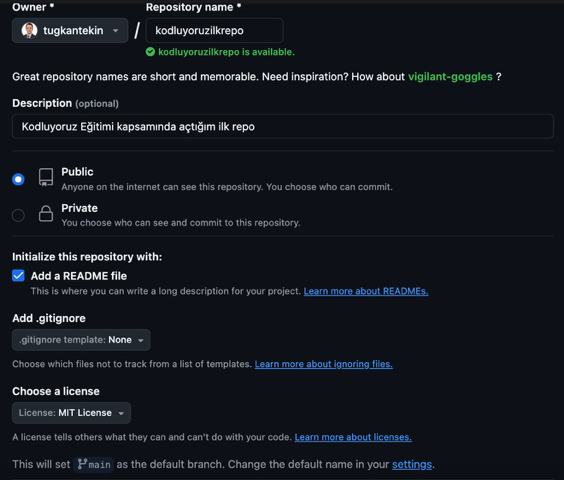 Owner * Repository name *
tugkantekin / kodluyoruzilkrepo
kodluyoruzilkrepo is available.
Great repository names are short and memorable. Need inspiration? How about vigilant-goggles ?
Description (optional)
Kodluyoruz Eğitimi kapsamında açtığım ilk repo
Public
Anyone on the internet can see this repository. You choose who can commit.
Private
You choose who can see and commit to this repository.
Initialize this repository with:
Add a README file
This is where you can write a long description for your project. Learn more about READMEs.
Add .gitignore
.gitignore template: None
Choose which files not to track from a list of templates. Learn more about ignoring files.
Choose a license
License: MIT License
A license tells others what they can and can't do with your code. Learn more about licenses.
This will set main as the default branch. Change the default name in your settings.